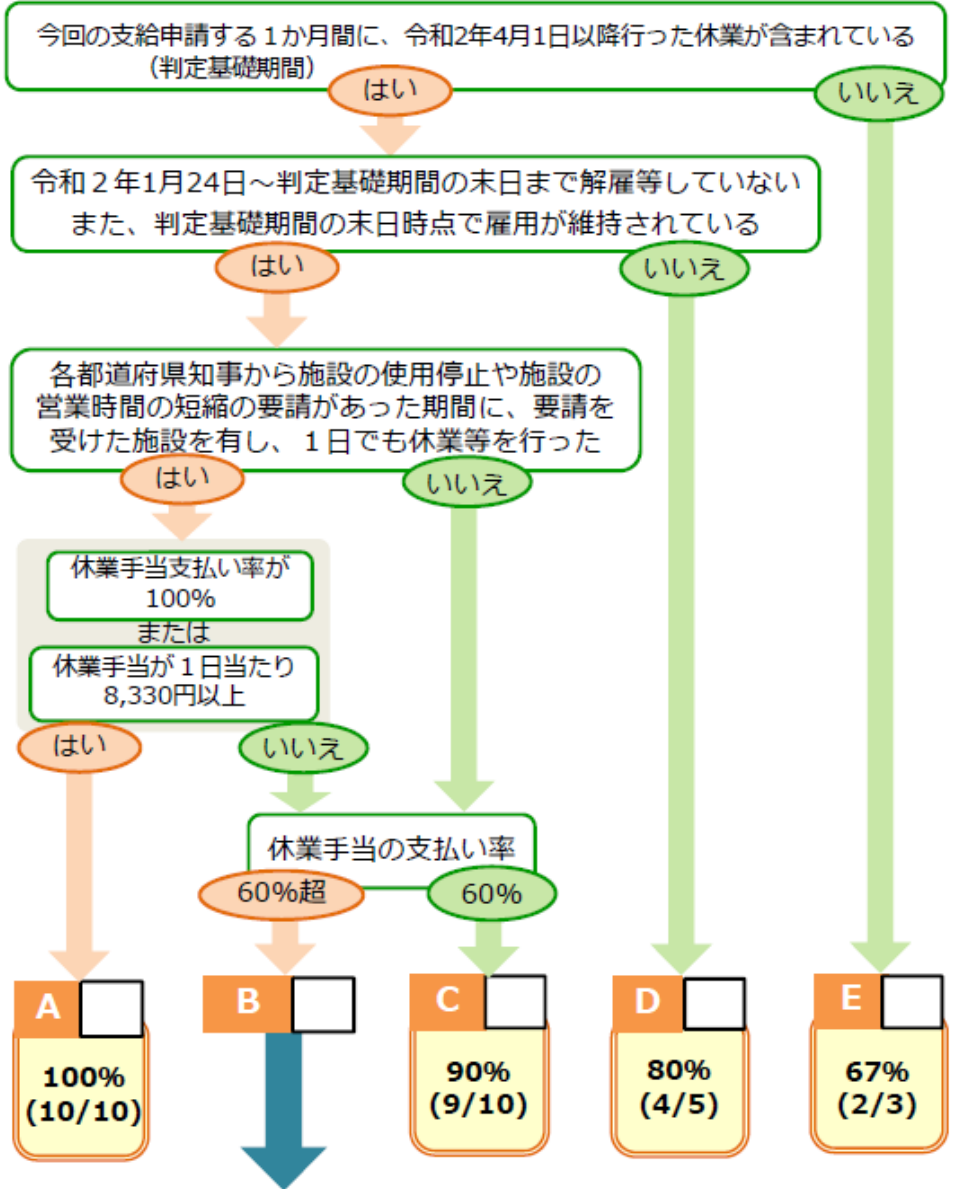 今回の支給申請する１か月間に、令和2年4月1日以降行った休業が含まれている
（判定基礎期間）
はい
いいえ
令和２年1月24日～判定基礎期間の末日まで解雇等していない
また、判定基礎期間の末日時点で雇用が維持されている
はい
いいえ
各都道府県知事から施設の使用停止や施設の
営業時間の短縮の要請があった期間に、要請を
受けた施設を有し、１日でも休業等を行った
はい
いいえ
休業手当支払い率が
100%
または
休業手当が１日当たり
8,330円以上
はい
いいえ
休業手当の支払い率
60%超
60%
A
B
C
D
E
100%
(10/10)
90%
(9/10)
80%
(4/5)
67%
(2/3)